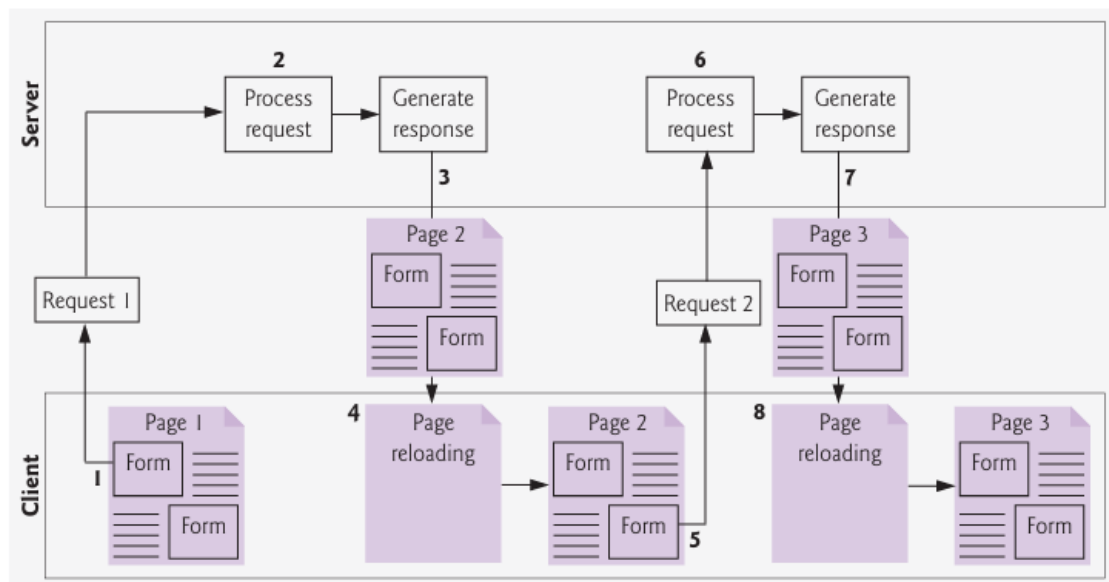 Server
2
Process
request
Generate
response
3
6
Process
request
Generate
response
7
Request 1
Page 2
Form
Form
Request 2
Page 3
Form
Form
Client
Page 1
Form
1
Form
4
Page
reloading
Page 2
Form
Form
5
8
Page
reloading
Page 3
Form
Form